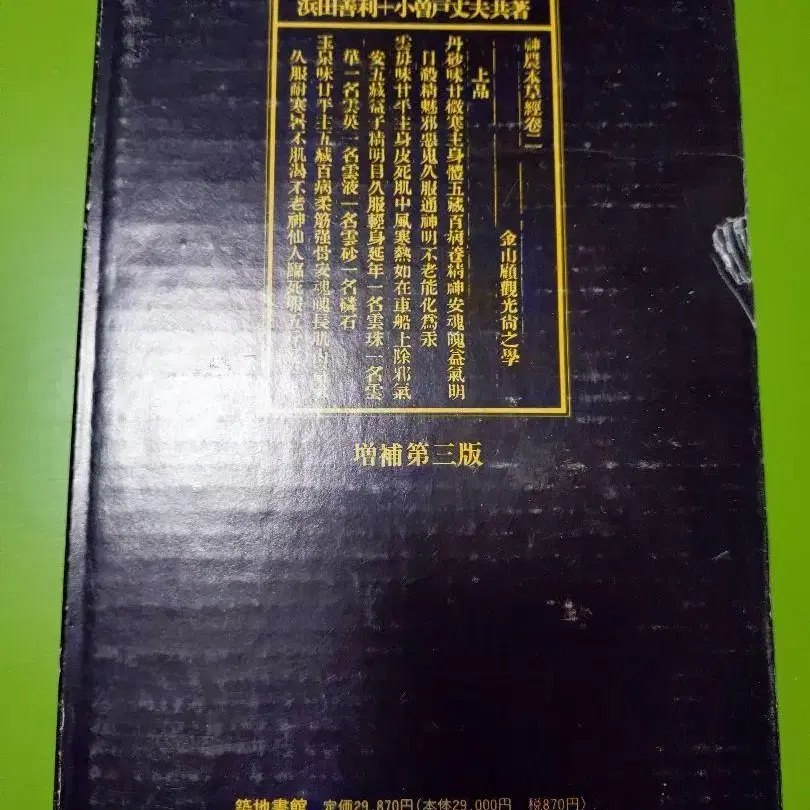 浜田善利+小曽戸丈夫共著
神農本草經卷二
金山顧觀光尙之學
上品
丹砂味甘微寒主身體五藏百病養精神安魂魄益氣明
目殺精魅邪惡鬼久服通神明不老能化爲汞
雲母味甘平主身皮死肌中風寒熱如在車船上除邪氣
安五藏益子精明目久服輕身延年一名雲珠一名雲
華一名雲英一名雲液一名雲砂一名磷石
玉泉味甘平主五藏百病柔筋强骨安魂魄長肌肉
久服耐寒暑不肌渴不老神仙人臨死服五
増補第三版
築地書館 定価29,870円(本体29,000円 税870円)